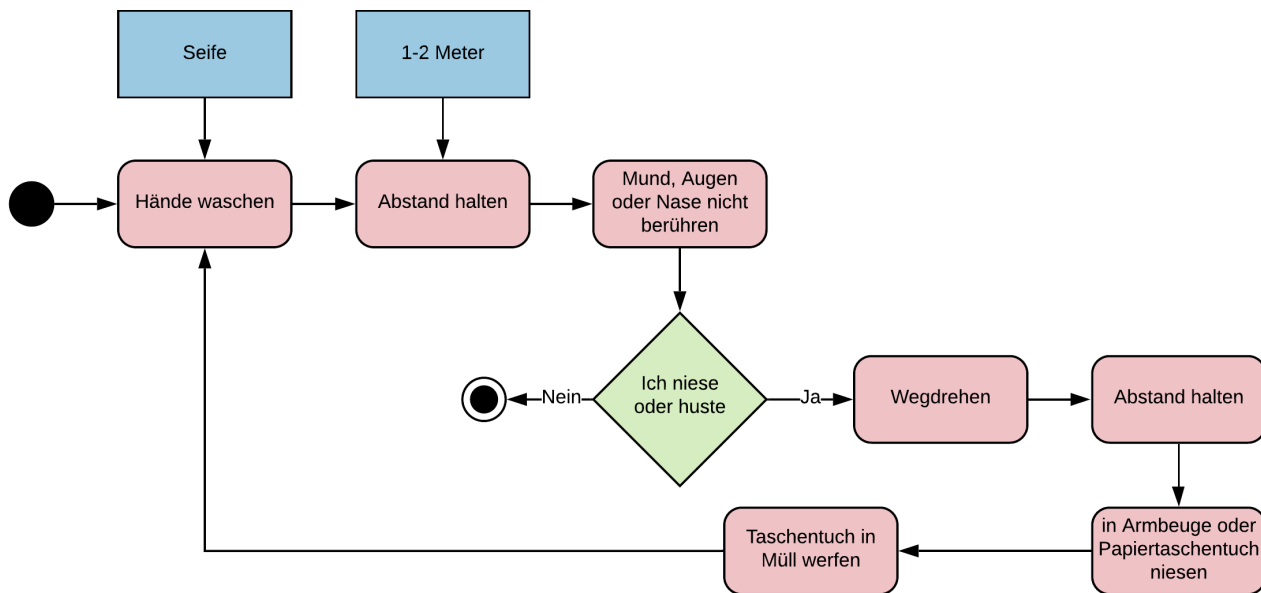 Seife
1-2 Meter
Hände waschen
Abstand halten
Mund, Augen
oder Nase nicht
berühren
Ich niese
oder huste
Nein
Ja
Wegdrehen
Abstand halten
in Armbeuge oder
Papiertaschentuch
niesen
Taschentuch in
Müll werfen